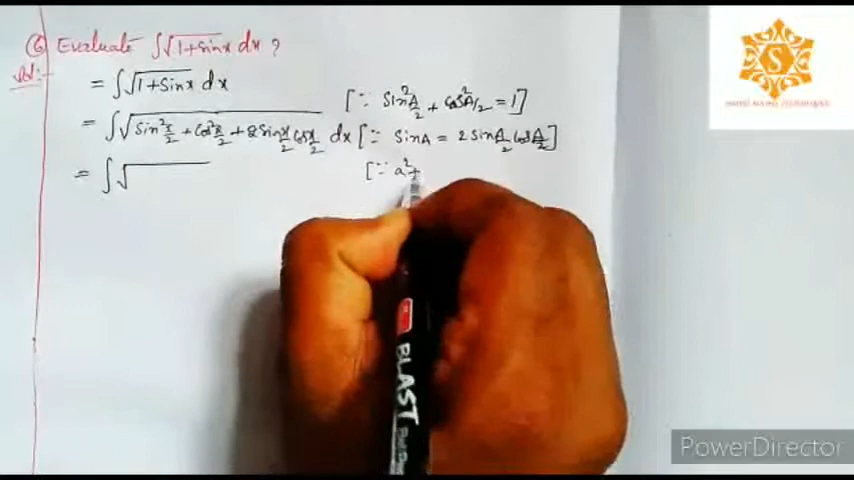 ⑥ Evaluate ∫√1+sinx dx ?
Sol:-
= ∫√1+sinx dx
[∵ sin²A/2 + cos²A/2 = 1]
= ∫√sin²x/2 + cos²x/2 + 2sinx/2 cosx/2 dx [∵ sinA = 2sinA/2 cosA/2]
= ∫√ [∵ a²+
BLAST
S
PowerDirector